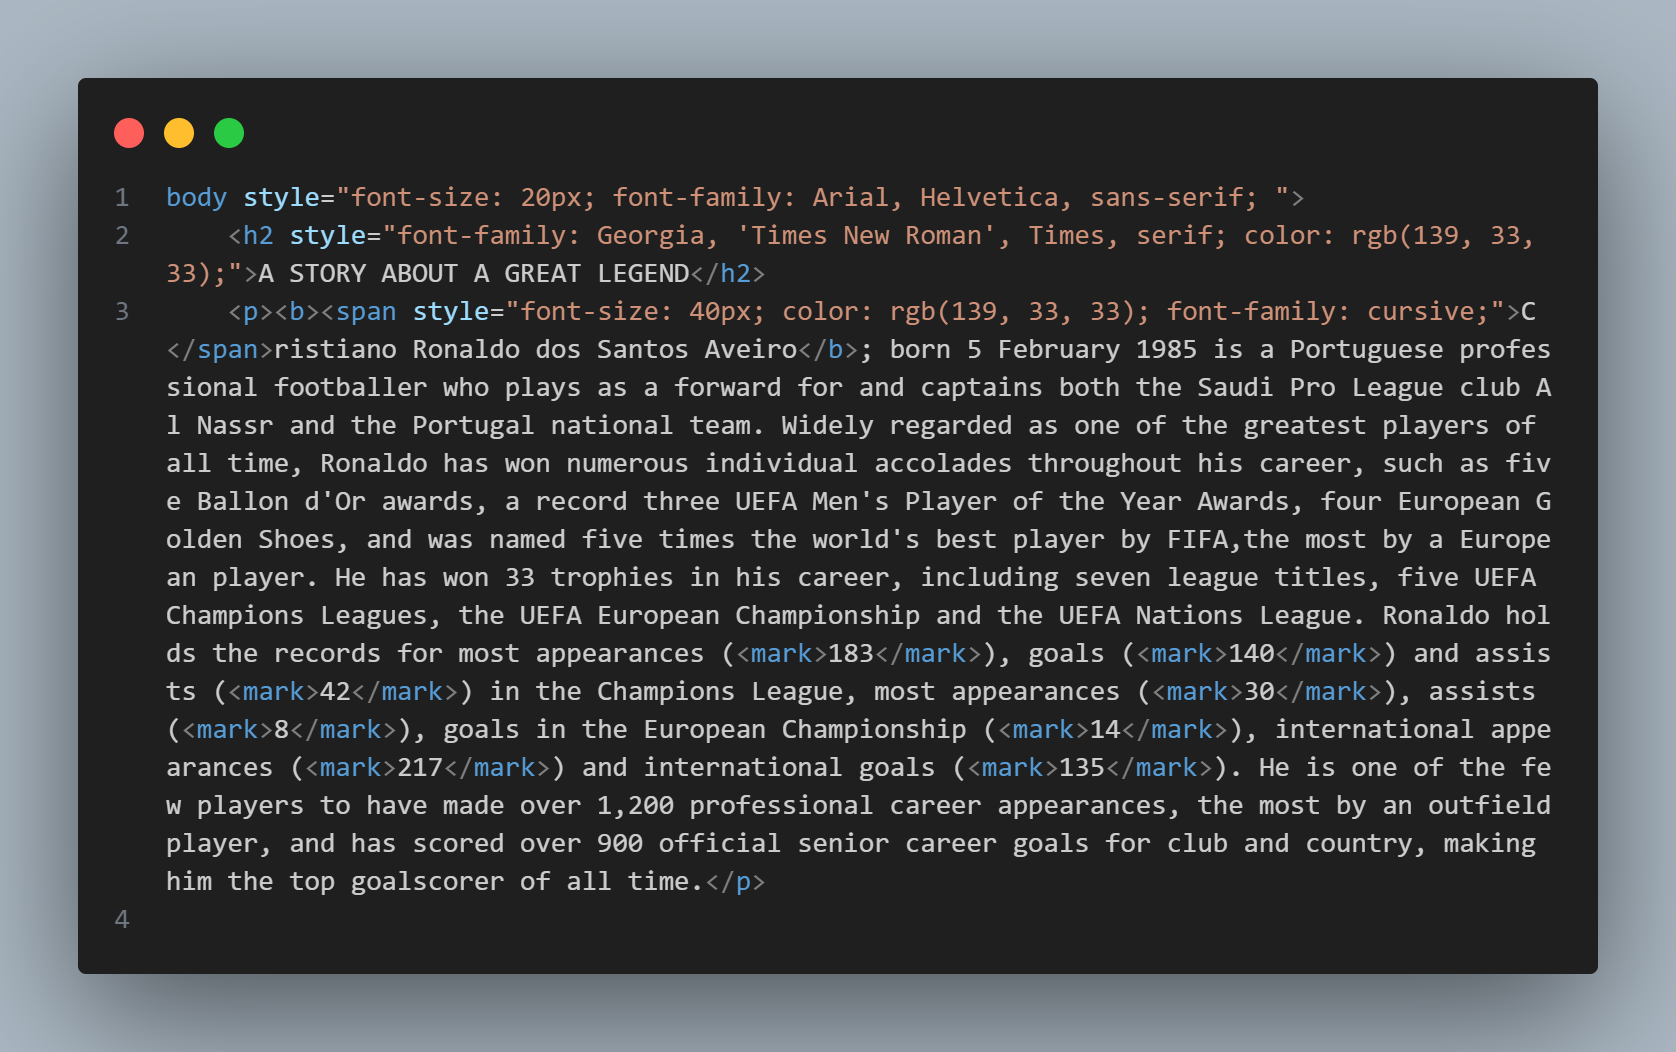 1 body style="font-size: 20px; font-family: Arial, Helvetica, sans-serif; ">
2     <h2 style="font-family: Georgia, 'Times New Roman', Times, serif; color: rgb(139, 33,
33);">A STORY ABOUT A GREAT LEGEND</h2>
3     <p><b><span style="font-size: 40px; color: rgb(139, 33, 33); font-family: cursive;">C
</span>ristiano Ronaldo dos Santos Aveiro</b>; born 5 February 1985 is a Portuguese profes
sional footballer who plays as a forward for and captains both the Saudi Pro League club A
l Nassr and the Portugal national team. Widely regarded as one of the greatest players of
all time, Ronaldo has won numerous individual accolades throughout his career, such as fiv
e Ballon d'Or awards, a record three UEFA Men's Player of the Year Awards, four European G
olden Shoes, and was named five times the world's best player by FIFA,the most by a Europe
an player. He has won 33 trophies in his career, including seven league titles, five UEFA
Champions Leagues, the UEFA European Championship and the UEFA Nations League. Ronaldo hol
ds the records for most appearances (<mark>183</mark>), goals (<mark>140</mark>) and assis
ts (<mark>42</mark>) in the Champions League, most appearances (<mark>30</mark>), assists
(<mark>8</mark>), goals in the European Championship (<mark>14</mark>), international appe
arances (<mark>217</mark>) and international goals (<mark>135</mark>). He is one of the fe
w players to have made over 1,200 professional career appearances, the most by an outfield
player, and has scored over 900 official senior career goals for club and country, making
him the top goalscorer of all time.</p>
4